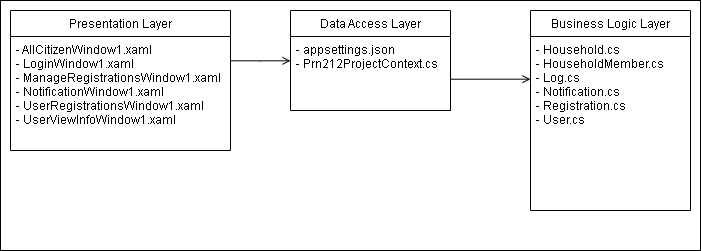 Presentation Layer
- AllCitizenWindow1.xaml
- LoginWindow1.xaml
- ManageRegistrationsWindow1.xaml
- NotificationWindow1.xaml
- UserRegistrationsWindow1.xaml
- UserViewInfoWindow1.xaml
Data Access Layer
- appsettings.json
- Prn212ProjectContext.cs
Business Logic Layer
- Household.cs
- HouseholdMember.cs
- Log.cs
- Notification.cs
- Registration.cs
- User.cs